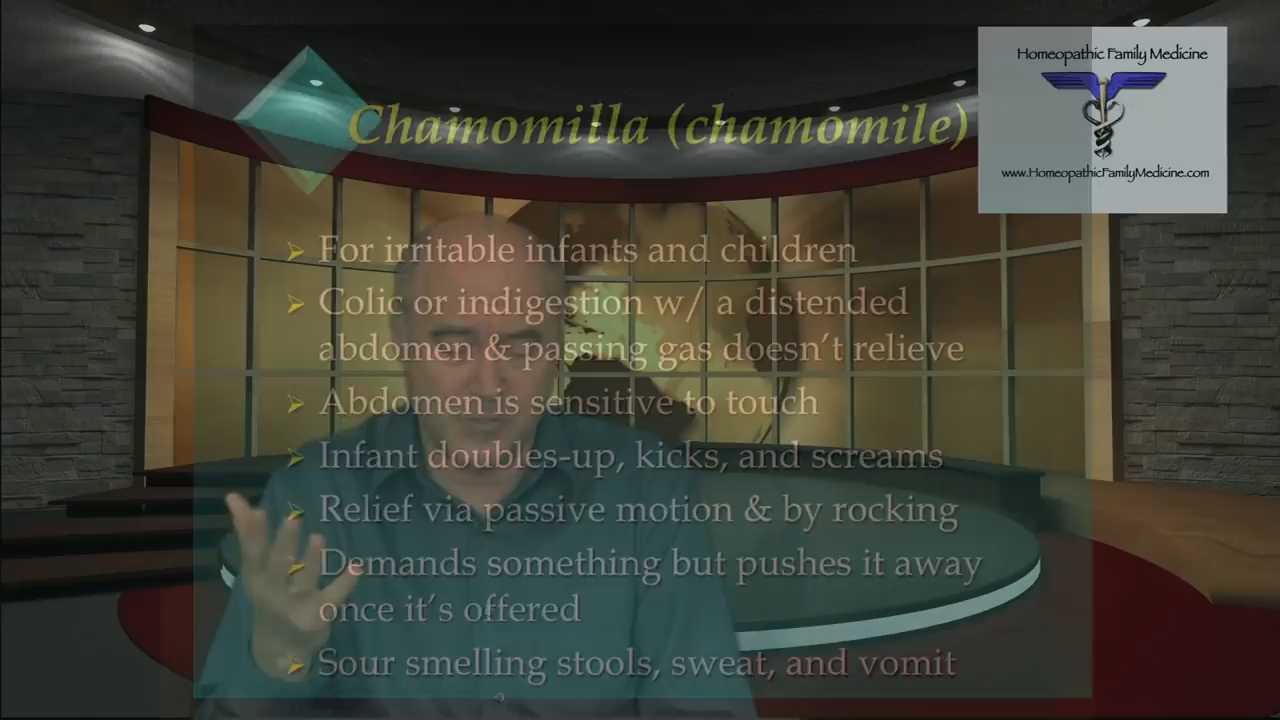 Homeopathic Family Medicine
Chamomilla (chamomile)
www.HomeopathicFamilyMedicine.com
For irritable infants and children
Colic or indigestion w/ a distended
abdomen & passing gas doesn't relieve
Abdomen is sensitive to touch
Infant doubles-up, kicks, and screams
Relief via passive motion & by rocking
Demands something but pushes it away
once it's offered
Sour smelling stools, sweat, and vomit